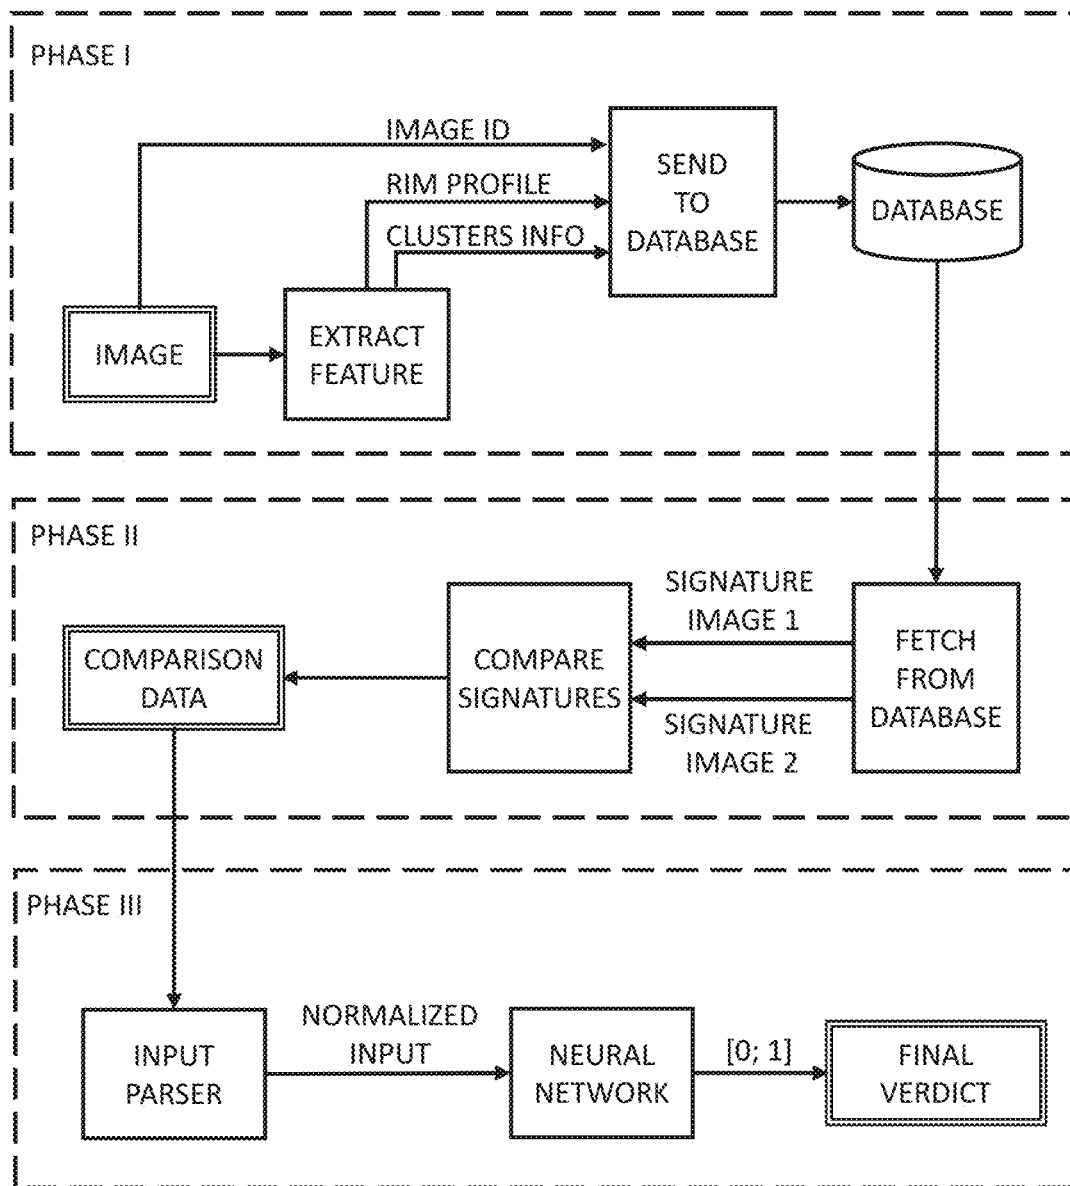 PHASE I
IMAGE ID
RIM PROFILE
CLUSTERS INFO
SEND
TO
DATABASE
DATABASE
IMAGE
EXTRACT
FEATURE
PHASE II
SIGNATURE
IMAGE 1
COMPARISON
DATA
COMPARE
SIGNATURES
FETCH
FROM
DATABASE
SIGNATURE
IMAGE 2
PHASE III
INPUT
PARSER
NORMALIZED
INPUT
NEURAL
NETWORK
[0; 1]
FINAL
VERDICT